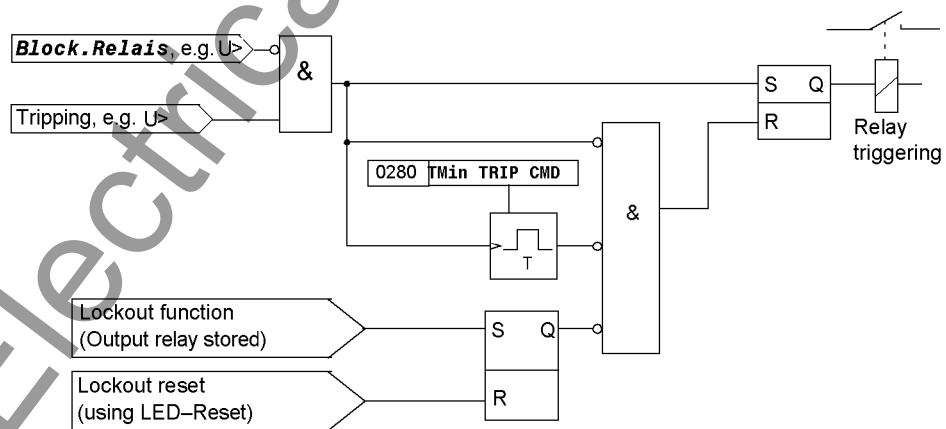 Block.Relais, e.g. U>
&
Tripping, e.g. U>
S Q
R
Relay
triggering
0280 TMin TRIP CMD
&
T
Lockout function
(Output relay stored)
S Q
Lockout reset
(using LED–Reset)
R
Electrica